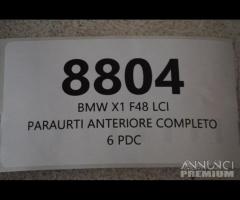 8804
BMW X1 F48 LCI
PARAURTI ANTERIORE COMPLETO
6 PDC
ANNUNCI
PREMIUM